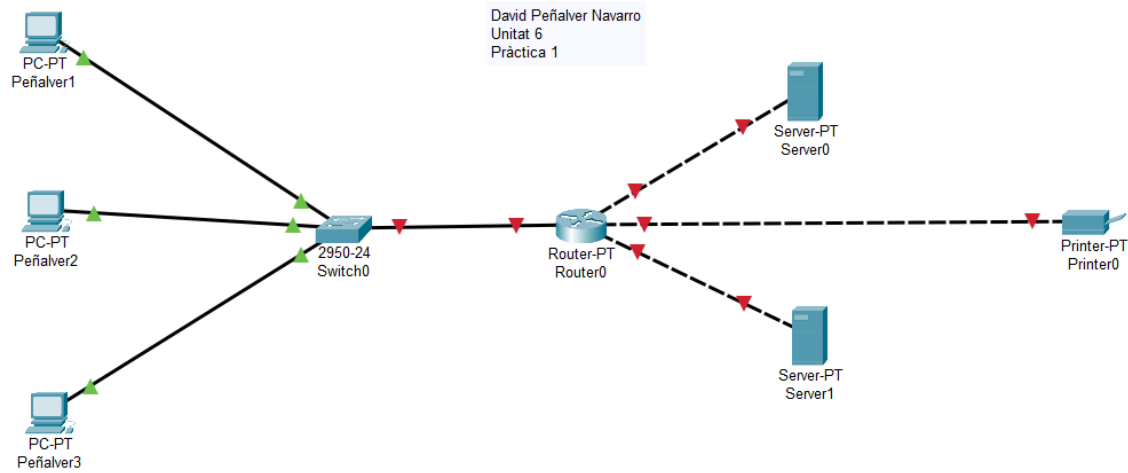 David Peñalver Navarro
Unitat 6
Pràctica 1
PC-PT
Peñalver1
Server-PT
Server0
PC-PT
Peñalver2
2950-24
Switch0
Router-PT
Router0
Printer-PT
Printer0
Server-PT
Server1
PC-PT
Peñalver3